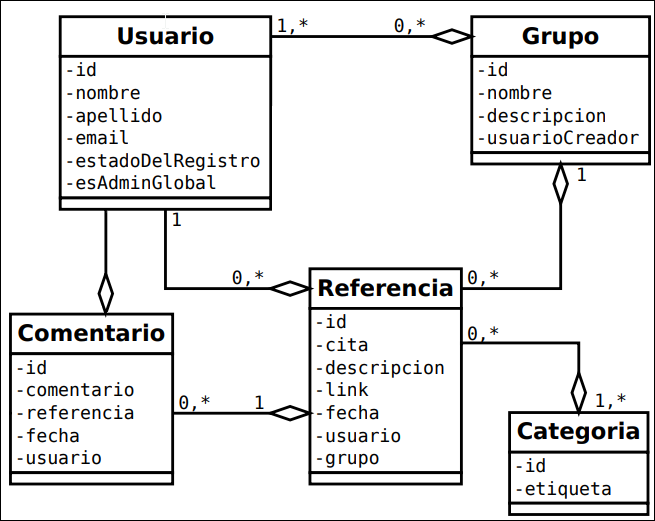 Usuario
-id
-nombre
-apellido
-email
-estadoDelRegistro
-esAdminGlobal
1,*
0,*
Grupo
-id
-nombre
-descripcion
-usuarioCreador
1
1
0,*
0,*
Referencia
-id
-cita
-descripcion
-link
-fecha
-usuario
-grupo
Comentario
-id
-comentario
-referencia
-fecha
-usuario
0,*
1
0,*
1,*
Categoria
-id
-etiqueta